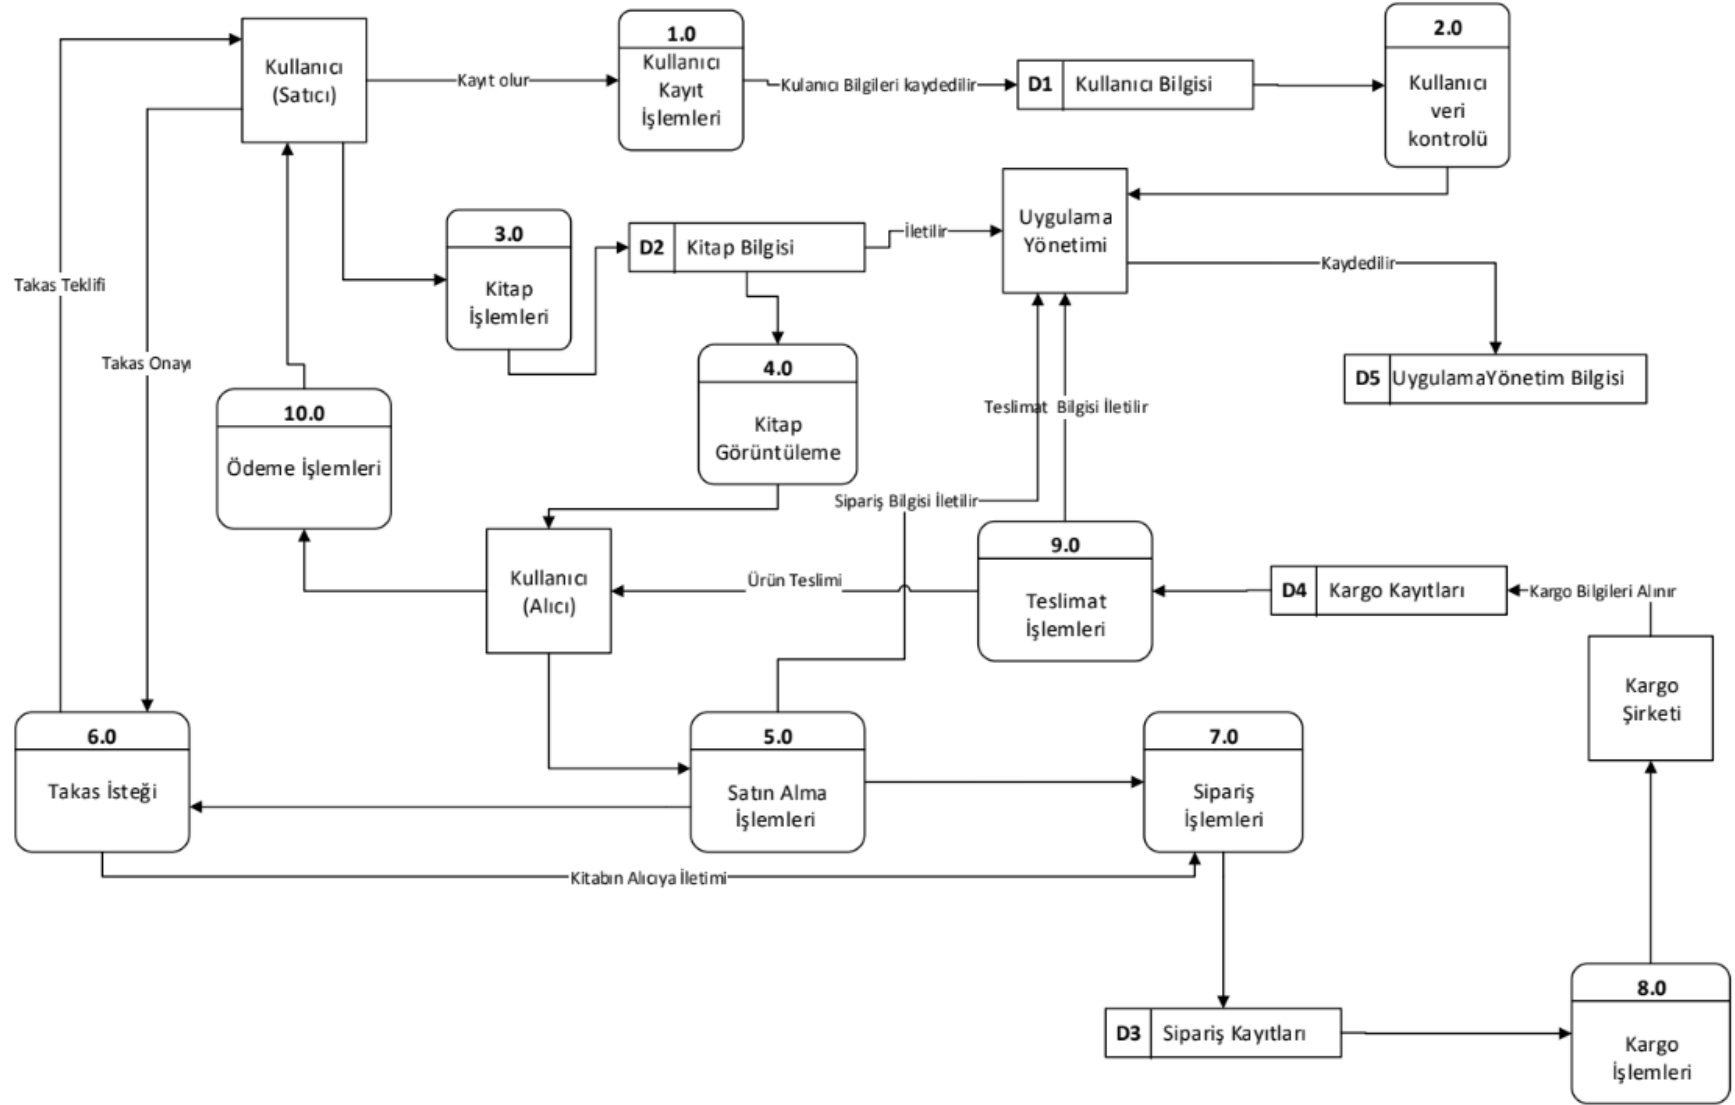 Kullanıcı
(Satıcı)
Kayıt olur
1.0
Kullanıcı
Kayıt
İşlemleri
Kulanıcı Bilgileri kaydedilir
D1 Kullanıcı Bilgisi
2.0
Kullanıcı
veri
kontrolü
Uygulama
Yönetimi
3.0
Kitap
İşlemleri
D2 Kitap Bilgisi
İletilir
Kaydedilir
Takas Teklifi
Takas Onayı
4.0
Kitap
Görüntüleme
D5 UygulamaYönetim Bilgisi
10.0
Ödeme İşlemleri
Teslimat Bilgisi İletilir
Sipariş Bilgisi İletilir
Kullanıcı
(Alıcı)
Ürün Teslimi
9.0
Teslimat
İşlemleri
D4 Kargo Kayıtları
Kargo Bilgileri Alınır
Kargo
Şirketi
6.0
Takas İsteği
5.0
Satın Alma
İşlemleri
7.0
Sipariş
İşlemleri
Kitabın Alıcıya İletimi
D3 Sipariş Kayıtları
8.0
Kargo
İşlemleri